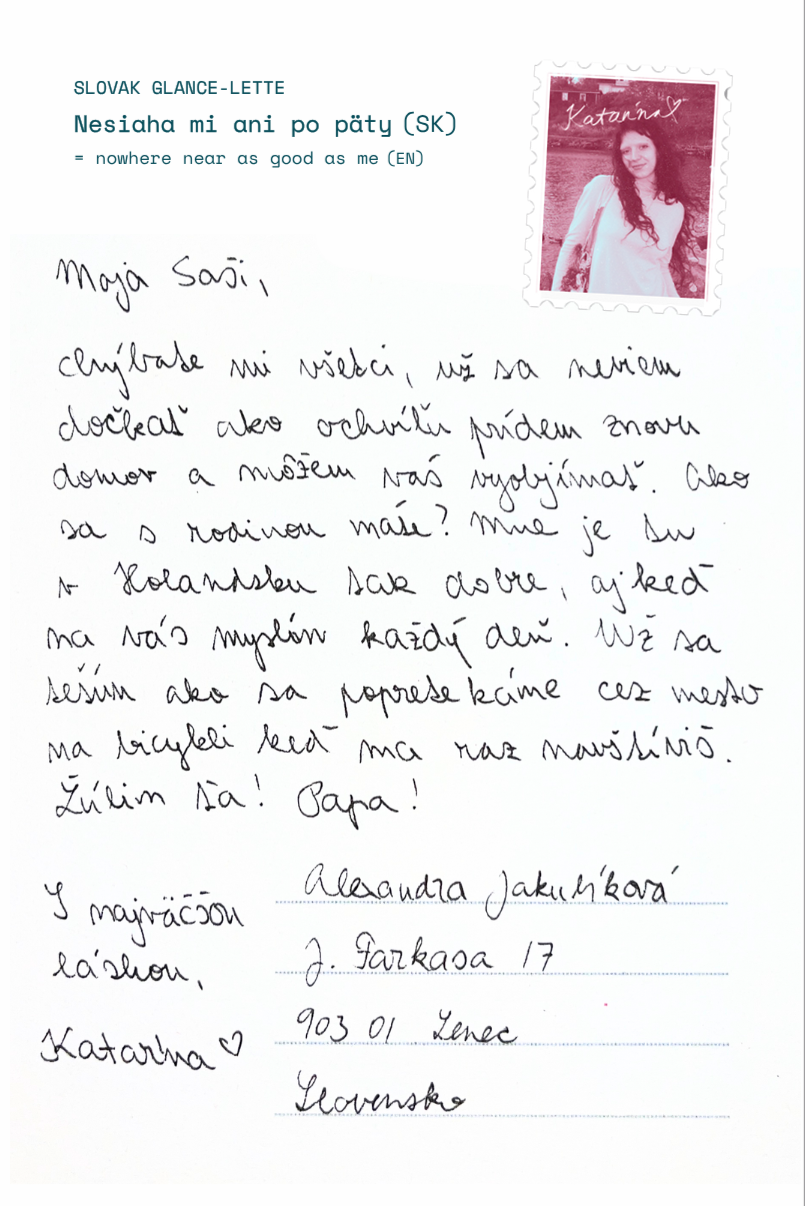 SLOVAK GLANCE-LETTE
Nesiaha mi ani po päty (SK)
= nowhere near as good as me (EN)
Katarína
Moja Saši,
chýbate mi všetci, už sa neviem
dočkať ako ochvíľu prídem znovu
domov a môžem vás vyobjímať. Ako
sa s rodinou máte? Mne je tu
v Holandsku tak dobre, aj keď
na vás myslím každý deň. Už sa
teším ako sa popretekáme cez mesto
na bicykli keď ma raz navštíviš.
Žúlim ťa! Papa!
S najväčšou
láskou,
Katarína
Alexandra Jakubíková
J. Farkasa 17
903 01 Senec
Slovensko